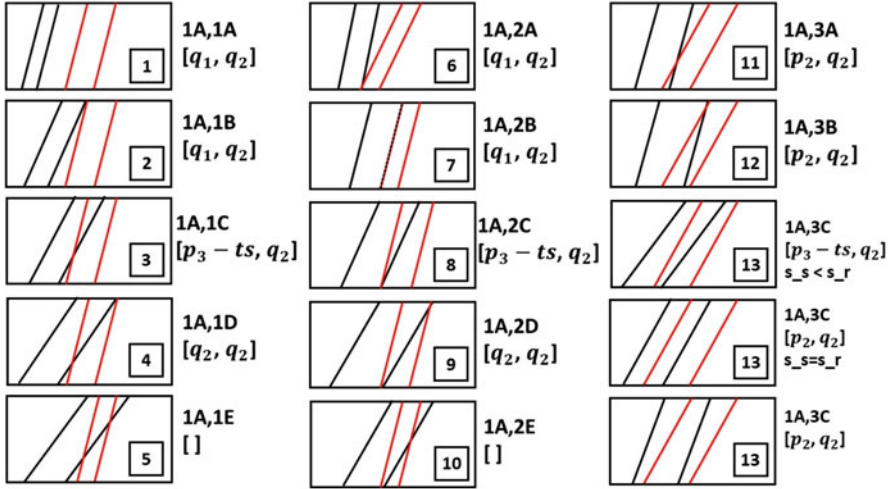 1
1A,1A
[q₁, q₂]
2
1A,1B
[q₁, q₂]
3
1A,1C
[p₃ − ts, q₂]
4
1A,1D
[q₂, q₂]
5
1A,1E
[ ]
6
1A,2A
[q₁, q₂]
7
1A,2B
[q₁, q₂]
8
1A,2C
[p₃ − ts, q₂]
9
1A,2D
[q₂, q₂]
10
1A,2E
[ ]
11
1A,3A
[p₂, q₂]
12
1A,3B
[p₂, q₂]
13
1A,3C
[p₃ − ts, q₂]
s_s < s_r
13
1A,3C
[p₂, q₂]
s_s=s_r
13
1A,3C
[p₂, q₂]